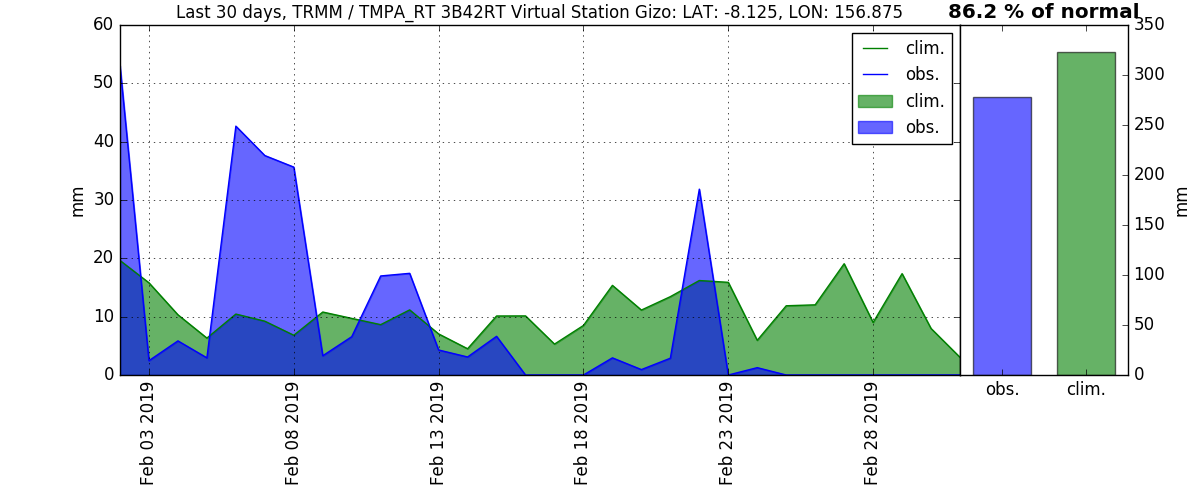 Last 30 days, TRMM / TMPA_RT 3B42RT Virtual Station Gizo: LAT: -8.125, LON: 156.875
86.2 % of normal
60
50
40
30
20
10
0
mm
clim.
obs.
clim.
obs.
350
300
250
200
150
100
50
0
mm
obs.
clim.
Feb 03 2019
Feb 08 2019
Feb 13 2019
Feb 18 2019
Feb 23 2019
Feb 28 2019